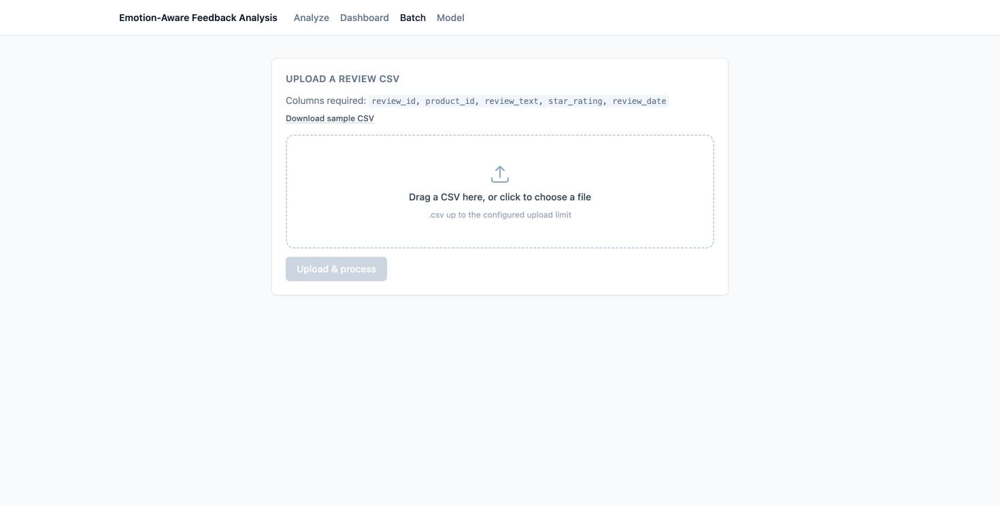 Emotion-Aware Feedback Analysis Analyze Dashboard Batch Model
UPLOAD A REVIEW CSV
Columns required: review_id, product_id, review_text, star_rating, review_date
Download sample CSV
Drag a CSV here, or click to choose a file
.csv up to the configured upload limit
Upload & process